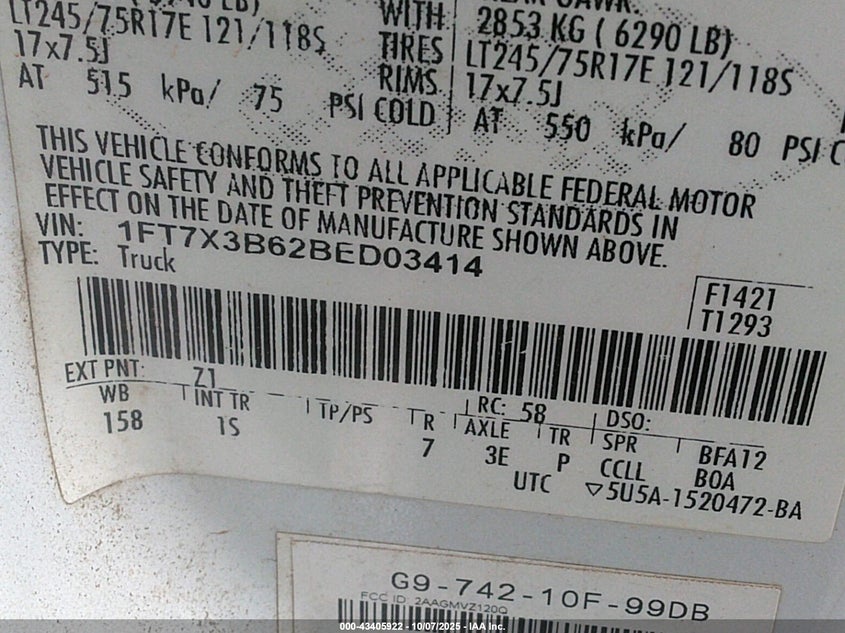 WITH
TIRES
RIMS
LT245/75R17E 121/118S
17x7.5J
AT 515 kPa/ 75 PSI COLD
2853 KG ( 6290 LB)
LT245/75R17E 121/118S
17x7.5J
AT 550 kPa/ 80 PSI C
THIS VEHICLE CONFORMS TO ALL APPLICABLE FEDERAL MOTOR
VEHICLE SAFETY AND THEFT PREVENTION STANDARDS IN
EFFECT ON THE DATE OF MANUFACTURE SHOWN ABOVE.
VIN: 1FT7X3B62BED03414
TYPE: Truck
F1421
T1293
EXT PNT: Z1 RC: 58 DSO:
WB INT TR TP/PS R AXLE TR SPR BFA12
158 1S 7 3E P CCLL BOA
UTC ▽5U5A-1520472-BA
G9-742-10F-99DB
FCC ID: 2AAGMVZ120Q
000-43405922 - 10/07/2025 - IAA Inc.